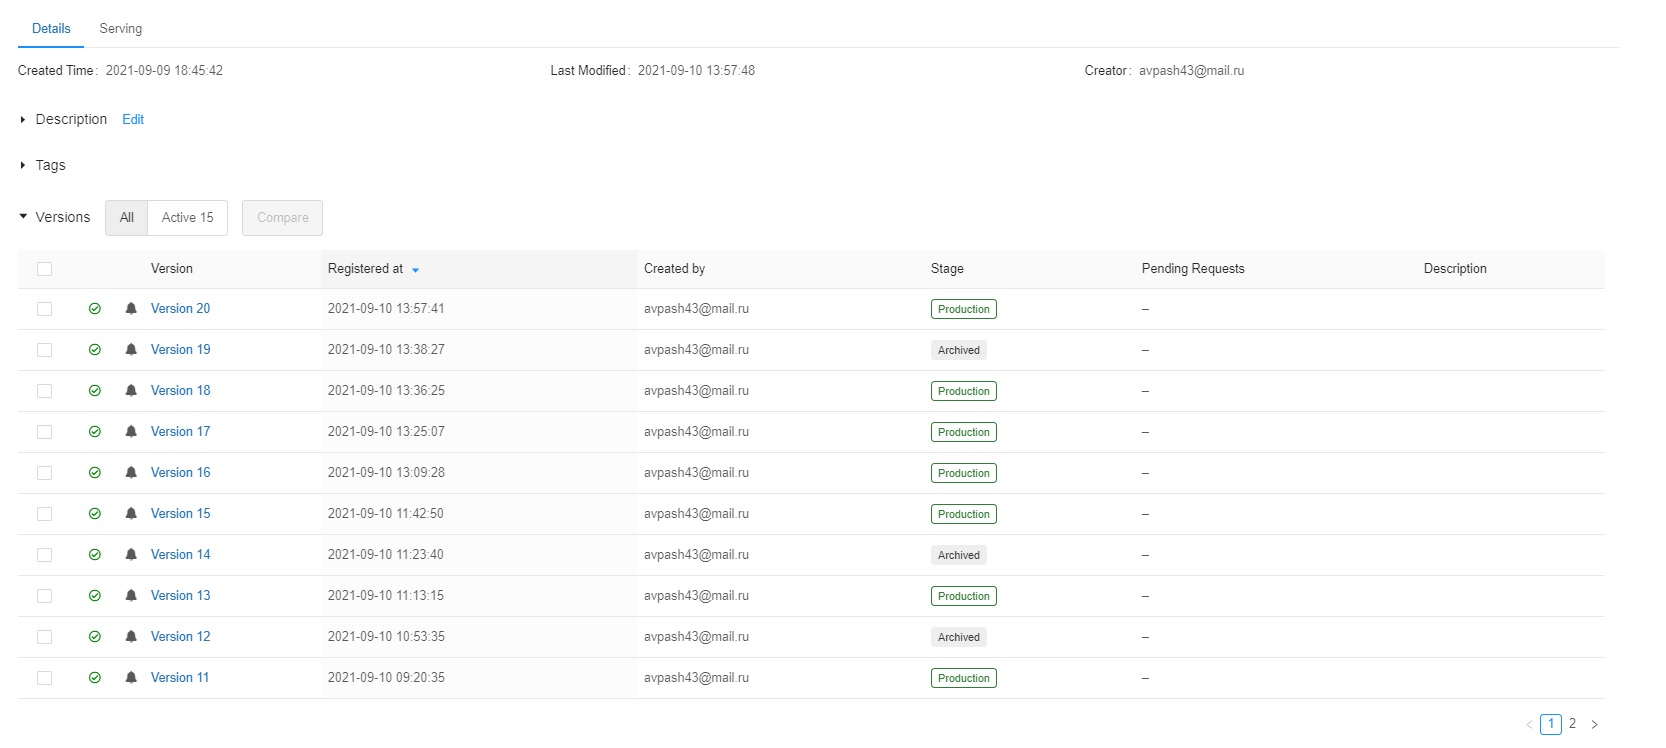 Details Serving
Created Time: 2021-09-09 18:45:42 Last Modified: 2021-09-10 13:57:48 Creator: avpash43@mail.ru
Description Edit
Tags
Versions All Active 15 Compare
Version Registered at Created by Stage Pending Requests Description
Version 20 2021-09-10 13:57:41 avpash43@mail.ru Production –
Version 19 2021-09-10 13:38:27 avpash43@mail.ru Archived –
Version 18 2021-09-10 13:36:25 avpash43@mail.ru Production –
Version 17 2021-09-10 13:25:07 avpash43@mail.ru Production –
Version 16 2021-09-10 13:09:28 avpash43@mail.ru Production –
Version 15 2021-09-10 11:42:50 avpash43@mail.ru Production –
Version 14 2021-09-10 11:23:40 avpash43@mail.ru Archived –
Version 13 2021-09-10 11:13:15 avpash43@mail.ru Production –
Version 12 2021-09-10 10:53:35 avpash43@mail.ru Archived –
Version 11 2021-09-10 09:20:35 avpash43@mail.ru Production –
< 1 2 >